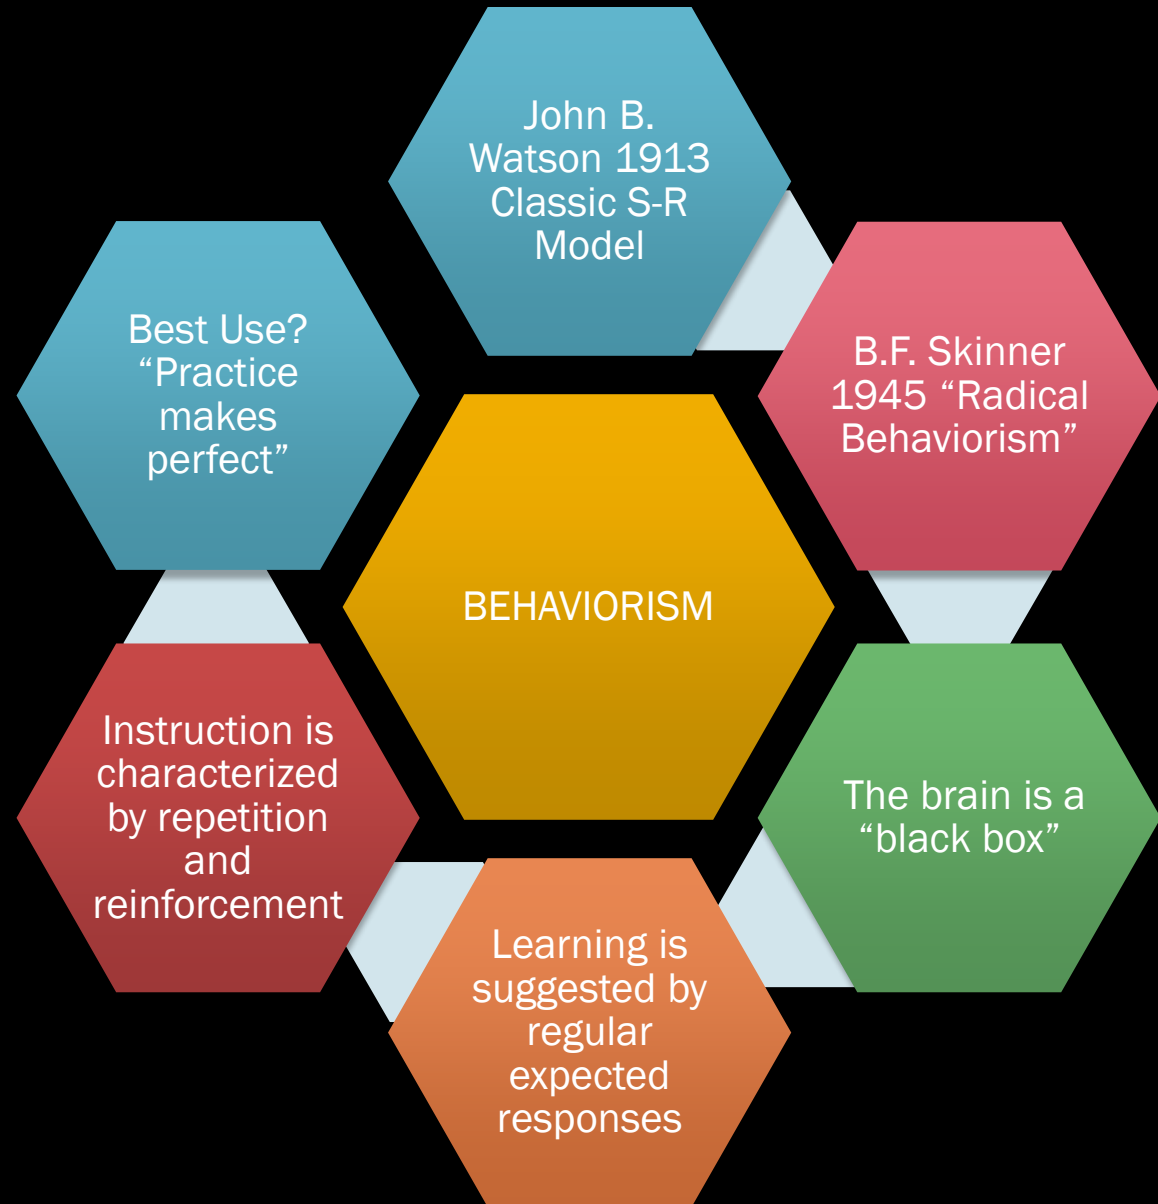 John B.
Watson 1913
Classic S-R
Model
B.F. Skinner
1945 “Radical
Behaviorism”
The brain is a
“black box”
Learning is
suggested by
regular
expected
responses
Instruction is
characterized
by repetition
and
reinforcement
Best Use?
“Practice
makes
perfect”
BEHAVIORISM